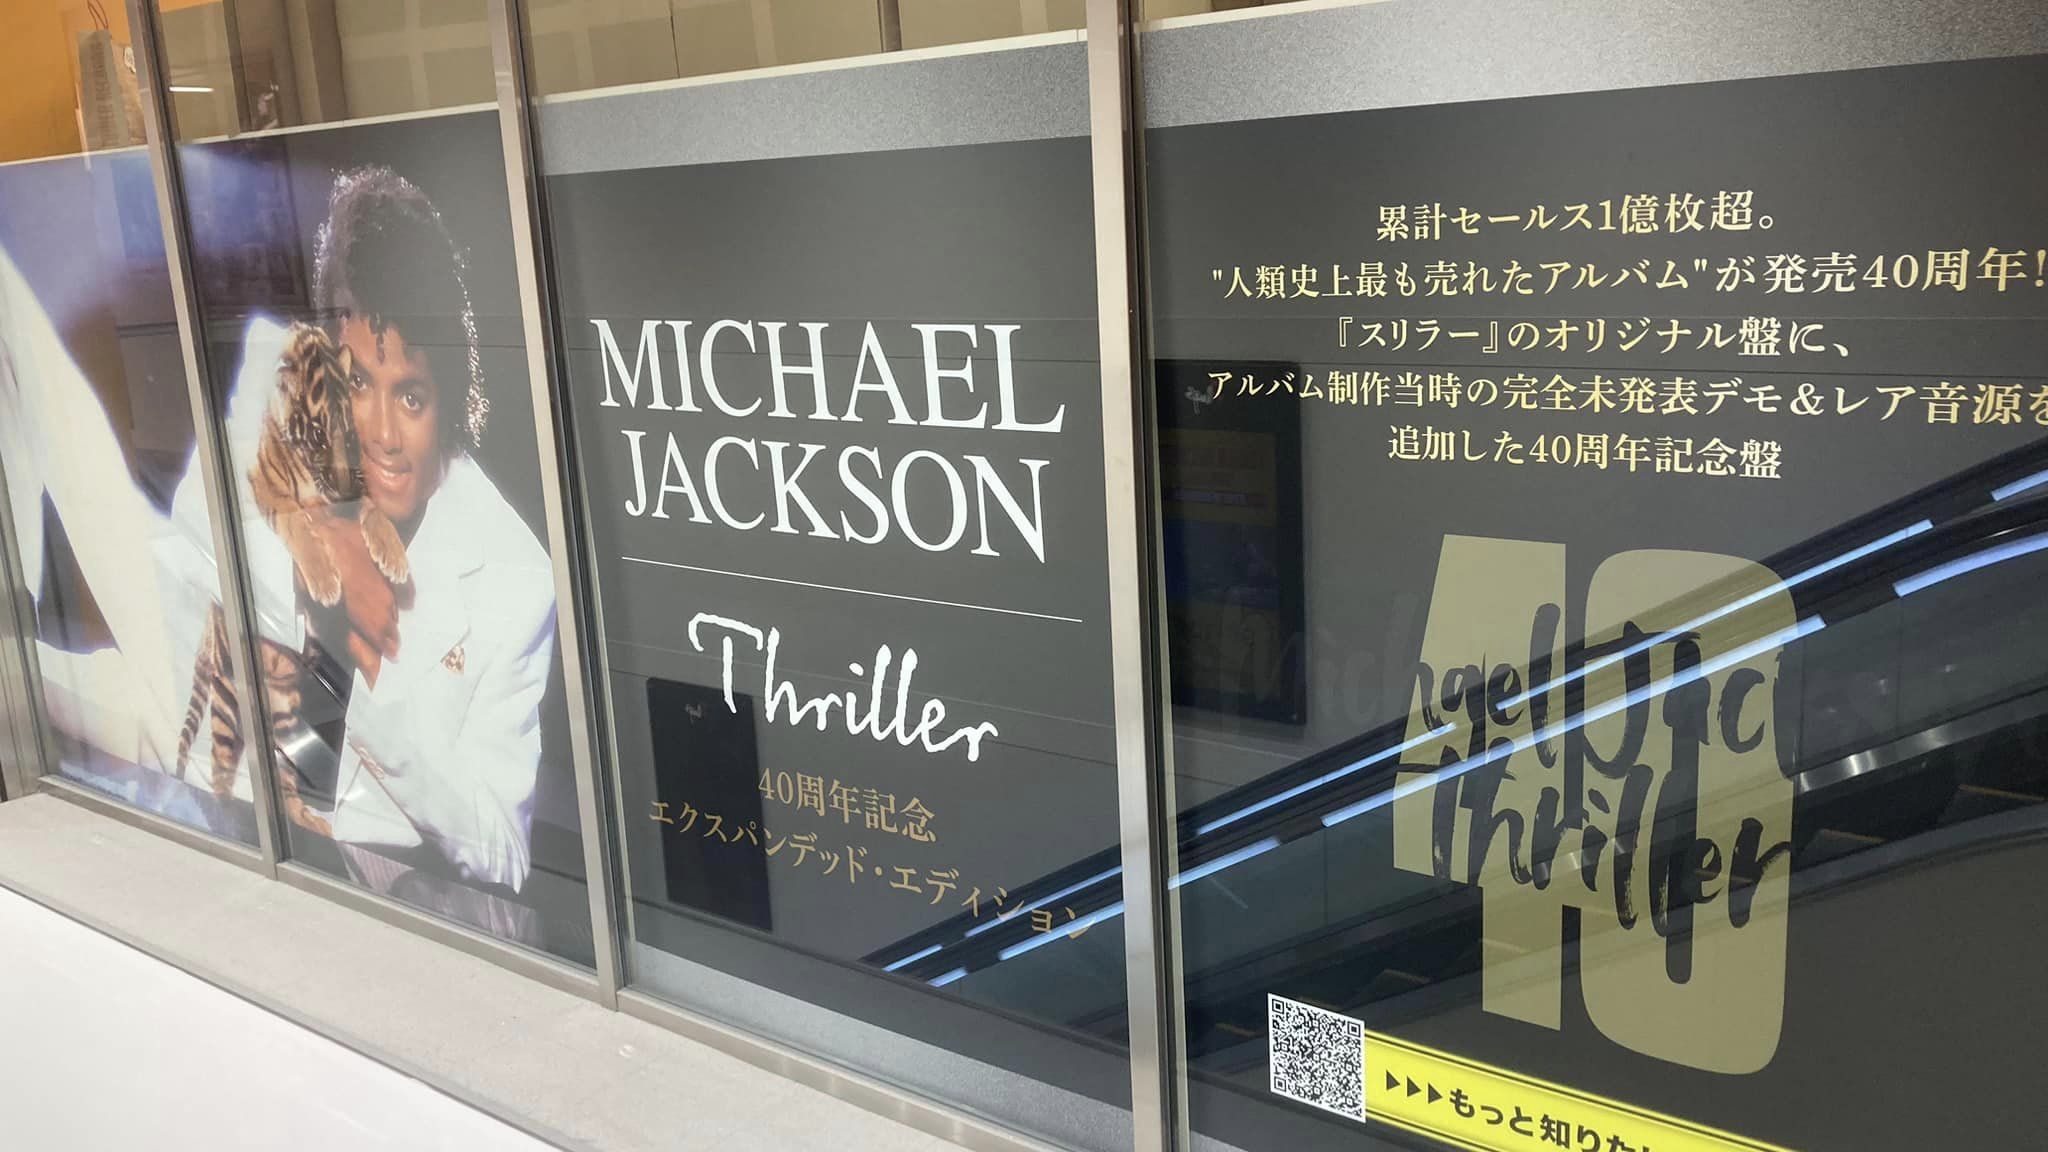 MICHAEL
JACKSON
Thriller
40周年記念
エクスパンデッド・エディション
累計セールス1億枚超。
"人類史上最も売れたアルバム"が発売40周年!
『スリラー』のオリジナル盤に、
アルバム制作当時の完全未発表デモ&レア音源を
追加した40周年記念盤
40
Michael Jac
Thriller
▶▶▶もっと知りた